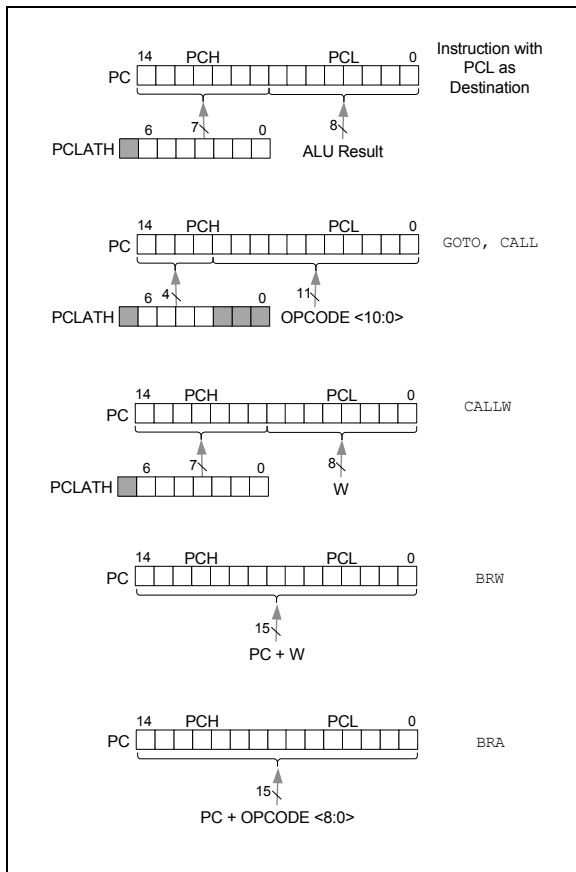 14 PCH PCL 0
PC
Instruction with
PCL as
Destination
6 7 0 8
PCLATH ALU Result
14 PCH PCL 0
PC GOTO, CALL
6 4 0 11
PCLATH OPCODE <10:0>
14 PCH PCL 0
PC CALLW
6 7 0 8
PCLATH W
14 PCH PCL 0
PC BRW
15
PC + W
14 PCH PCL 0
PC BRA
15
PC + OPCODE <8:0>